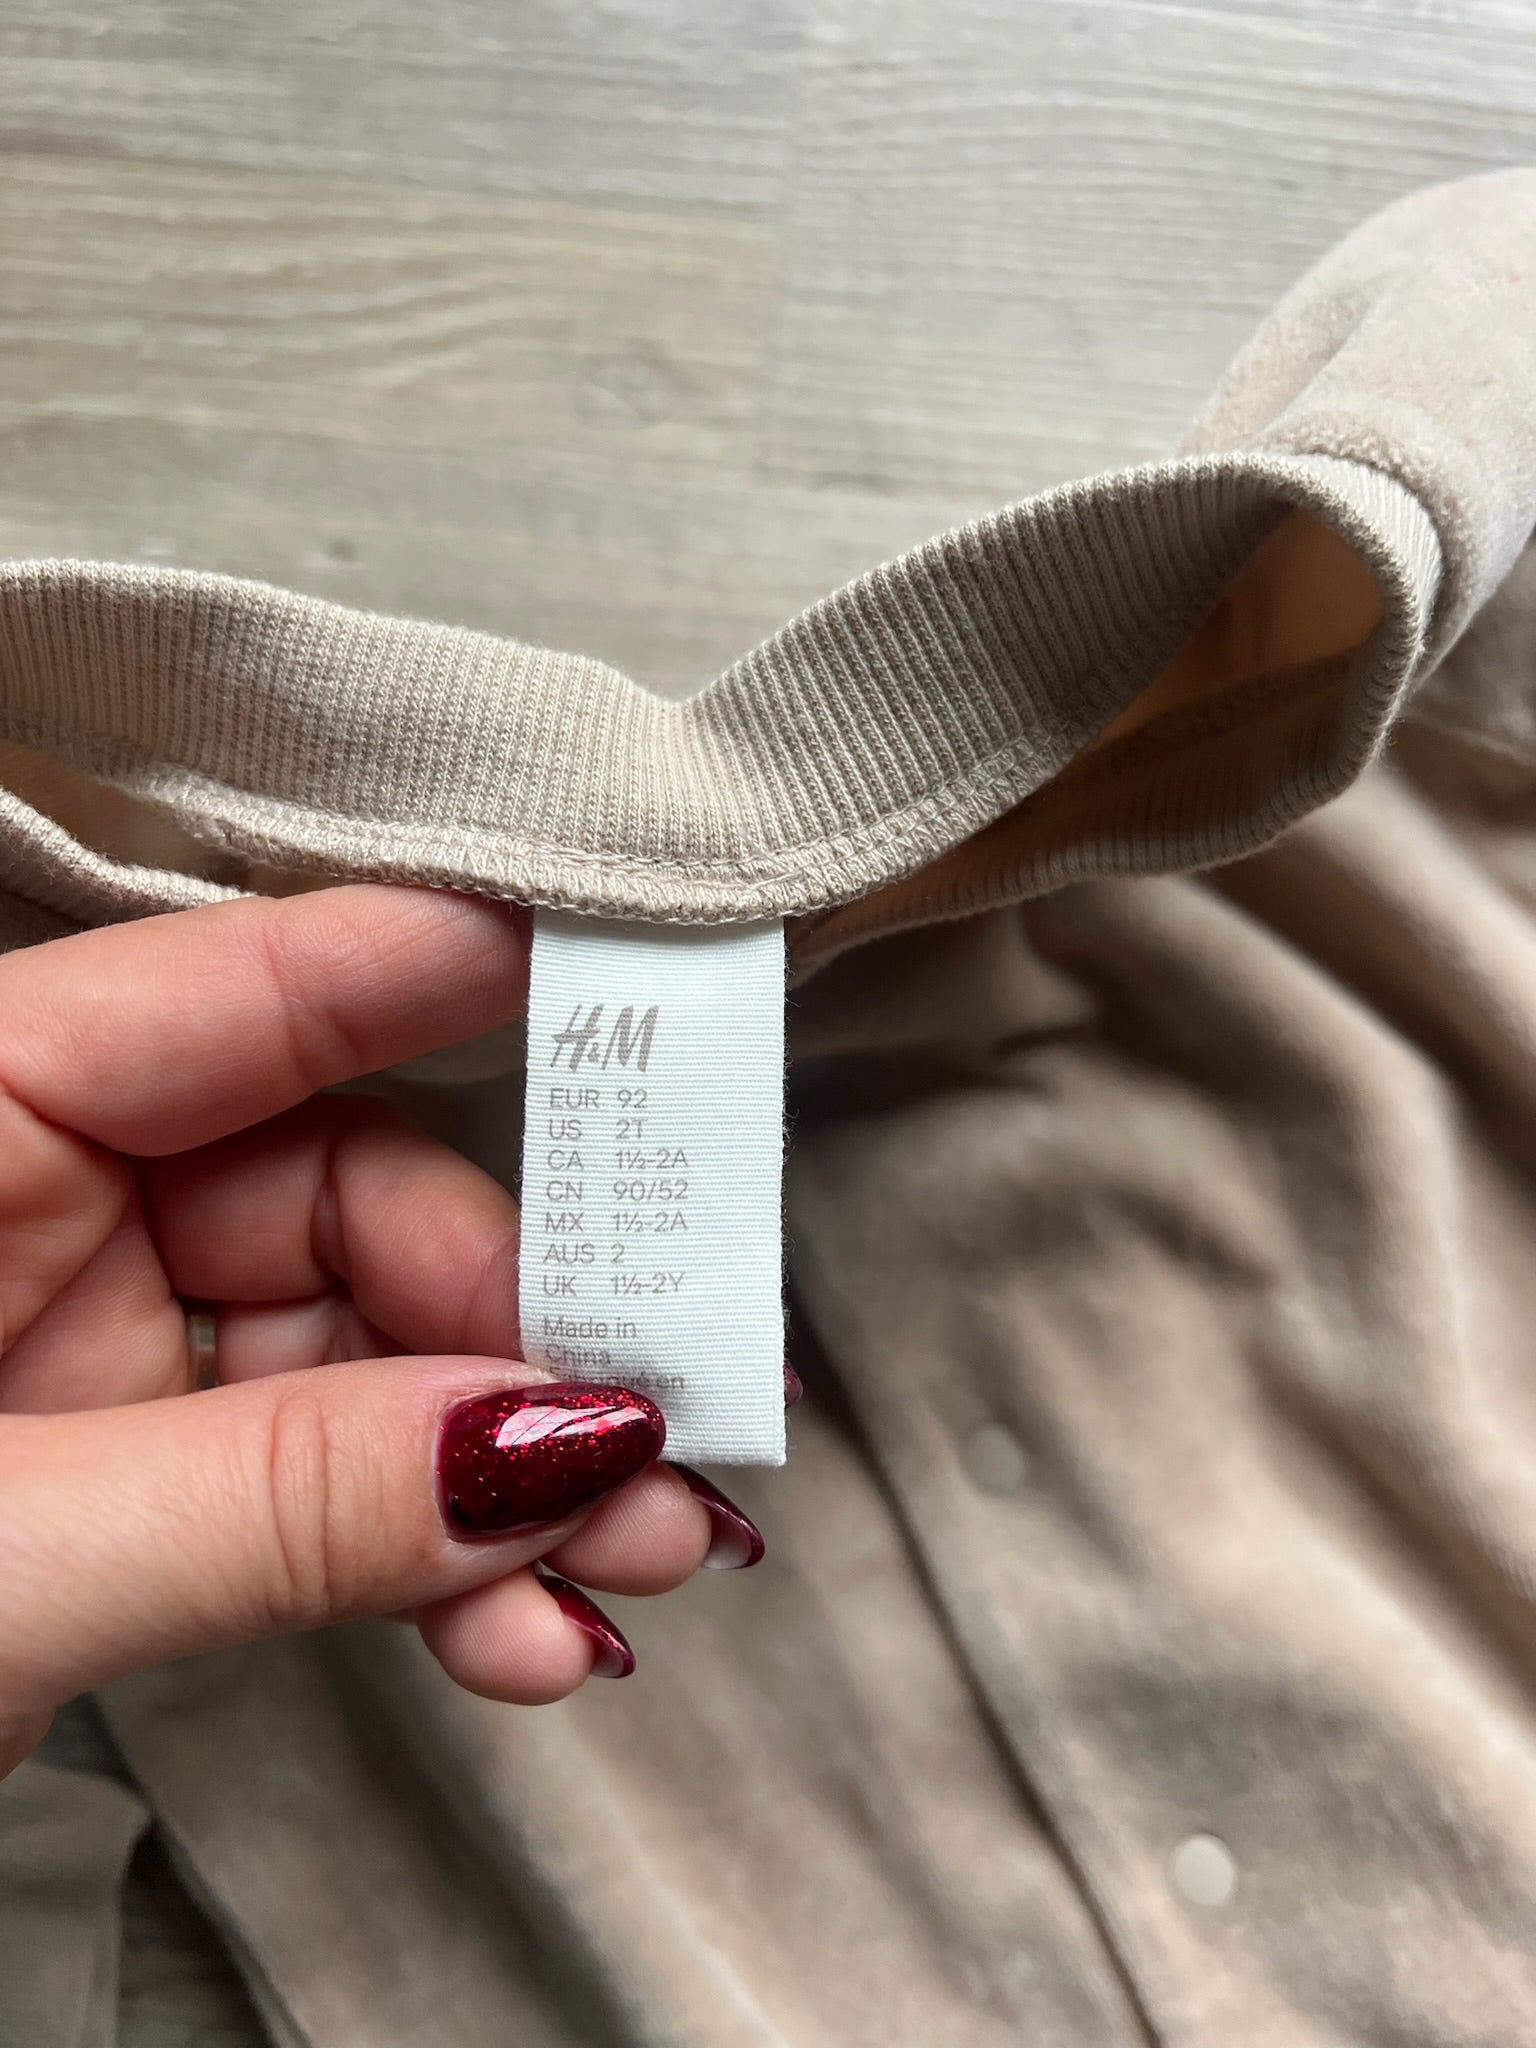 H&M
EUR 92
US 2T
CA 1½-2A
CN 90/52
MX 1½-2A
AUS 2
UK 1½-2Y
Made in
China
en